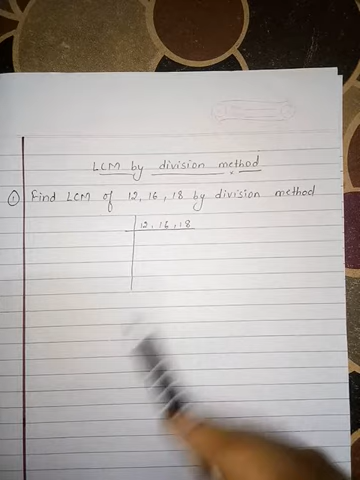 LCM by division method
① Find LCM of 12, 16, 18 by division method
12, 16, 18